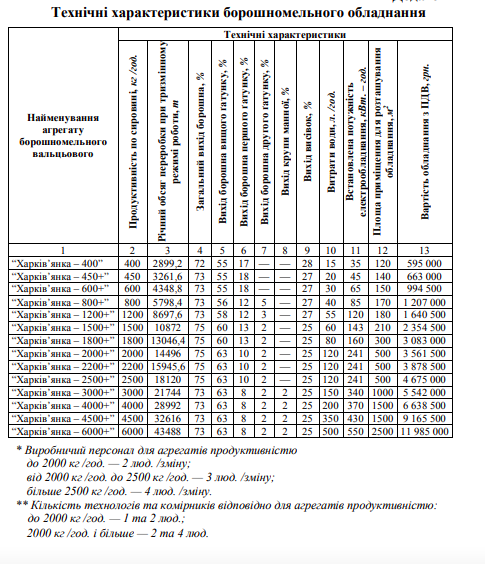 Технічні характеристики борошномельного обладнання
Найменування агрегату борошномельного вальцьового
Технічні характеристики
Продуктивність по сировині, кг /год.
Річний обсяг переробки при тризмінному режимі роботи, т
Загальний вихід борошна, %
Вихід борошна вищого ґатунку, %
Вихід борошна першого ґатунку, %
Вихід борошна другого ґатунку, %
Вихід крупи манної, %
Вихід висівок, %
Витрати води, л. /год.
Встановлена потужність електрообладнання, кВт. – год.
Площа приміщення для розташування обладнання, м²
Вартість обладнання з ПДВ, грн.
1 2 3 4 5 6 7 8 9 10 11 12 13
“Харків’янка – 400” 400 2899,2 72 55 17 — — 28 15 35 120 595 000
“Харків’янка – 450+” 450 3261,6 73 55 18 — — 27 20 45 140 663 000
“Харків’янка – 600+” 600 4348,8 73 55 18 — — 27 30 65 150 994 500
“Харків’янка – 800+” 800 5798,4 73 56 12 5 — 27 40 85 170 1 207 000
“Харків’янка – 1200+” 1200 8697,6 73 58 12 3 — 27 55 120 180 1 640 500
“Харків’янка – 1500+” 1500 10872 75 60 13 2 — 25 60 143 210 2 354 500
“Харків’янка – 1800+” 1800 13046,4 75 60 13 2 — 25 80 160 300 3 083 000
“Харків’янка – 2000+” 2000 14496 75 63 10 2 — 25 120 241 500 3 561 500
“Харків’янка – 2200+” 2200 15945,6 75 63 10 2 — 25 120 241 500 3 878 500
“Харків’янка – 2500+” 2500 18120 75 63 10 2 — 25 120 241 500 4 675 000
“Харків’янка – 3000+” 3000 21744 73 63 8 2 2 25 150 340 1000 5 542 000
“Харків’янка – 4000+” 4000 28992 73 63 8 2 2 25 200 370 1500 6 638 500
“Харків’янка – 4500+” 4500 32616 73 63 8 2 2 25 350 430 1500 9 165 500
“Харків’янка – 6000+” 6000 43488 73 63 8 2 2 25 500 550 2500 11 985 000
* Виробничий персонал для агрегатів продуктивністю
до 2000 кг /год. — 2 люд. /зміну;
від 2000 кг. до 2500 кг /год. — 3 люд. /зміну;
більше 2500 кг /год. — 4 люд. /зміну.
** Кількість технологів та комірників відповідно для агрегатів продуктивністю:
до 2000 кг /год. — 1 та 2 люд.;
2000 кг /год. і більше — 2 та 4 люд.